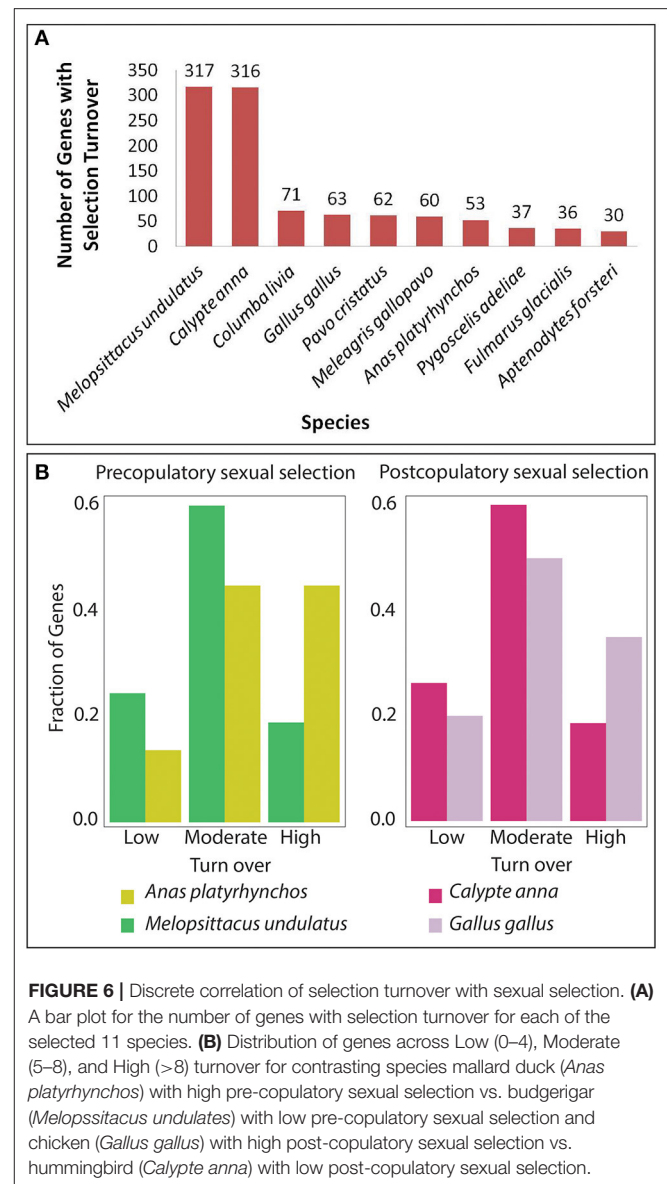 A
Number of Genes with
Selection Turnover
350
300
250
200
150
100
50
0
317
316
71
63
62
60
53
37
36
30
Melopsittacus undulatus
Calypte anna
Columba livia
Gallus gallus
Pavo cristatus
Meleagris gallopavo
Anas platyrhynchos
Pygoscelis adeliae
Fulmarus glacialis
Aptenodytes forsteri
Species
B
Precopulatory sexual selection
Postcopulatory sexual selection
Fraction of Genes
0.6
0.4
0.2
0.0
Low Moderate High
Turn over
0.6
0.4
0.2
0.0
Low Moderate High
Turn over
Anas platyrhynchos
Melopsittacus undulatus
Calypte anna
Gallus gallus
FIGURE 6 | Discrete correlation of selection turnover with sexual selection. (A)
A bar plot for the number of genes with selection turnover for each of the
selected 11 species. (B) Distribution of genes across Low (0–4), Moderate
(5–8), and High (>8) turnover for contrasting species mallard duck (Anas
platyrhynchos) with high pre-copulatory sexual selection vs. budgerigar
(Melopssitacus undulates) with low pre-copulatory sexual selection and
chicken (Gallus gallus) with high post-copulatory sexual selection vs.
hummingbird (Calypte anna) with low post-copulatory sexual selection.